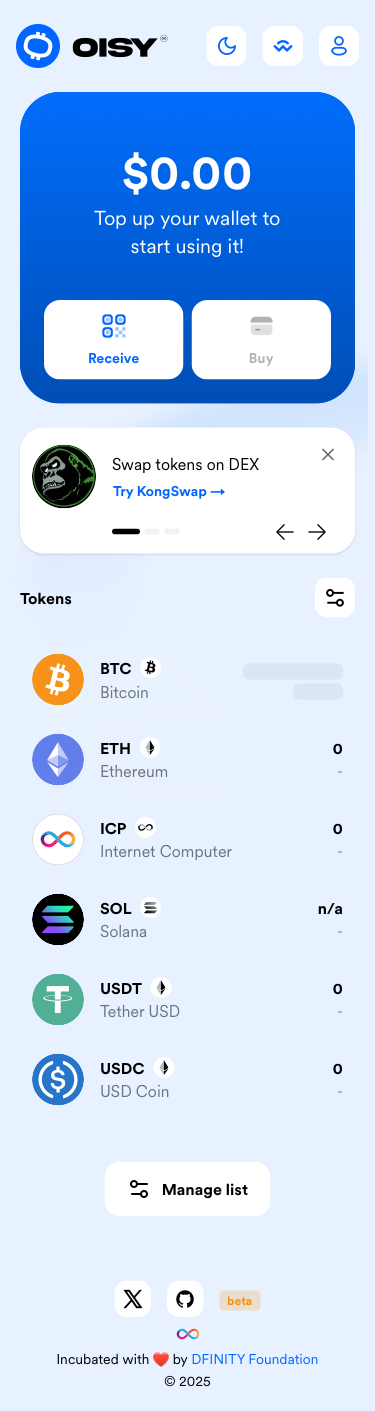 OISY
$0.00
Top up your wallet to
start using it!
Receive
Buy
Swap tokens on DEX
Try KongSwap →
Tokens
BTC
Bitcoin
ETH
0
Ethereum
-
ICP
0
Internet Computer
-
SOL
n/a
Solana
-
USDT
0
Tether USD
-
USDC
0
USD Coin
-
Manage list
beta
Incubated with ❤️ by DFINITY Foundation
© 2025